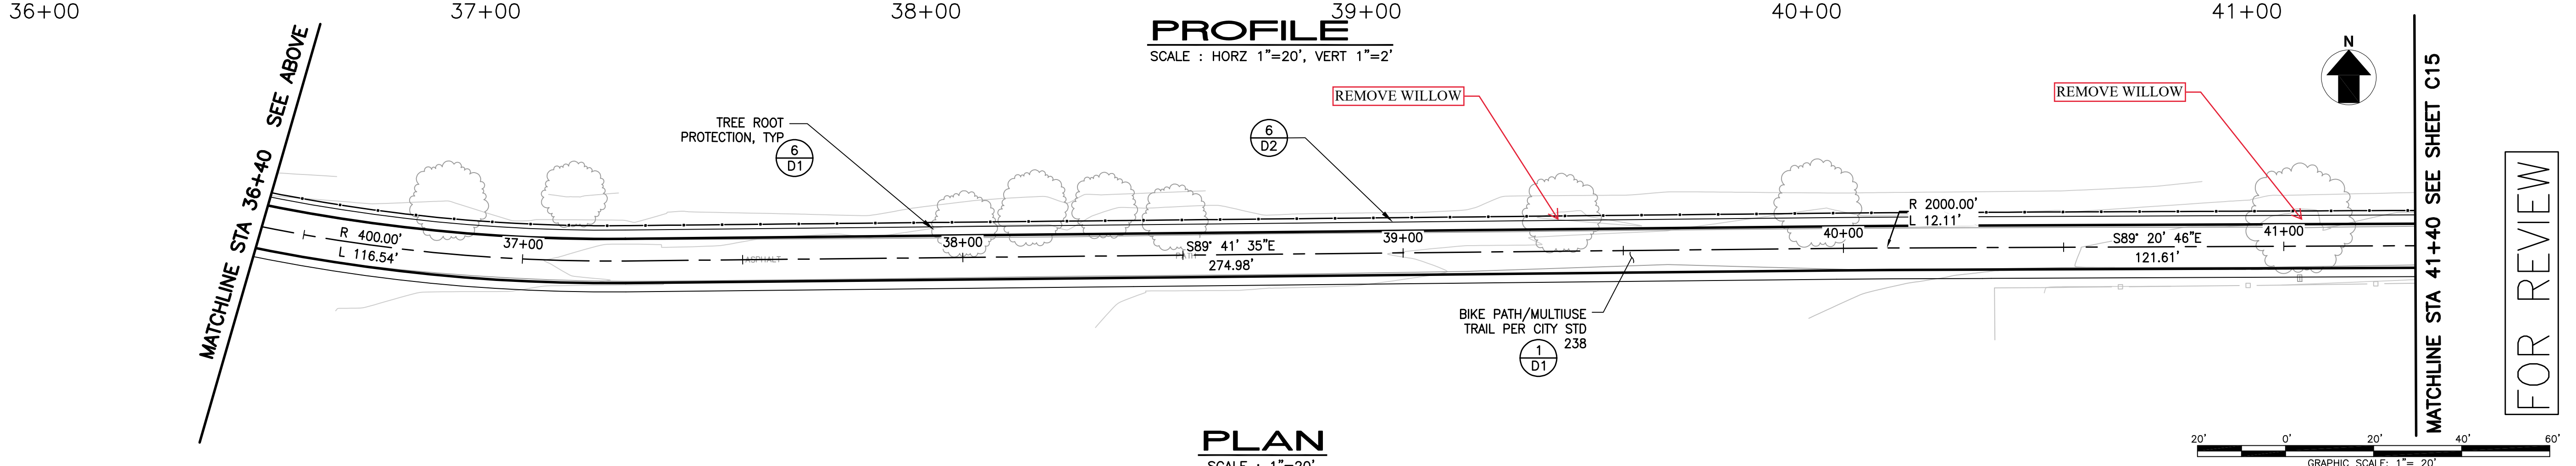 36+00
37+00
38+00
39+00
40+00
41+00
PROFILE
SCALE : HORZ 1"=20', VERT 1"=2'
MATCHLINE STA 36+40 SEE ABOVE
TREE ROOT
PROTECTION, TYP
6
D1
6
D2
REMOVE WILLOW
REMOVE WILLOW
N
R 400.00'
L 116.54'
37+00
ASPHALT
38+00
PATH
S89° 41' 35"E
274.98'
39+00
40+00
R 2000.00'
L 12.11'
S89° 20' 46"E
121.61'
41+00
BIKE PATH/MULTIUSE
TRAIL PER CITY STD
238
1
D1
MATCHLINE STA 41+40 SEE SHEET C15
FOR REVIEW
PLAN
SCALE : 1"=20'
20'
0'
20'
40'
60'
GRAPHIC SCALE: 1"= 20'